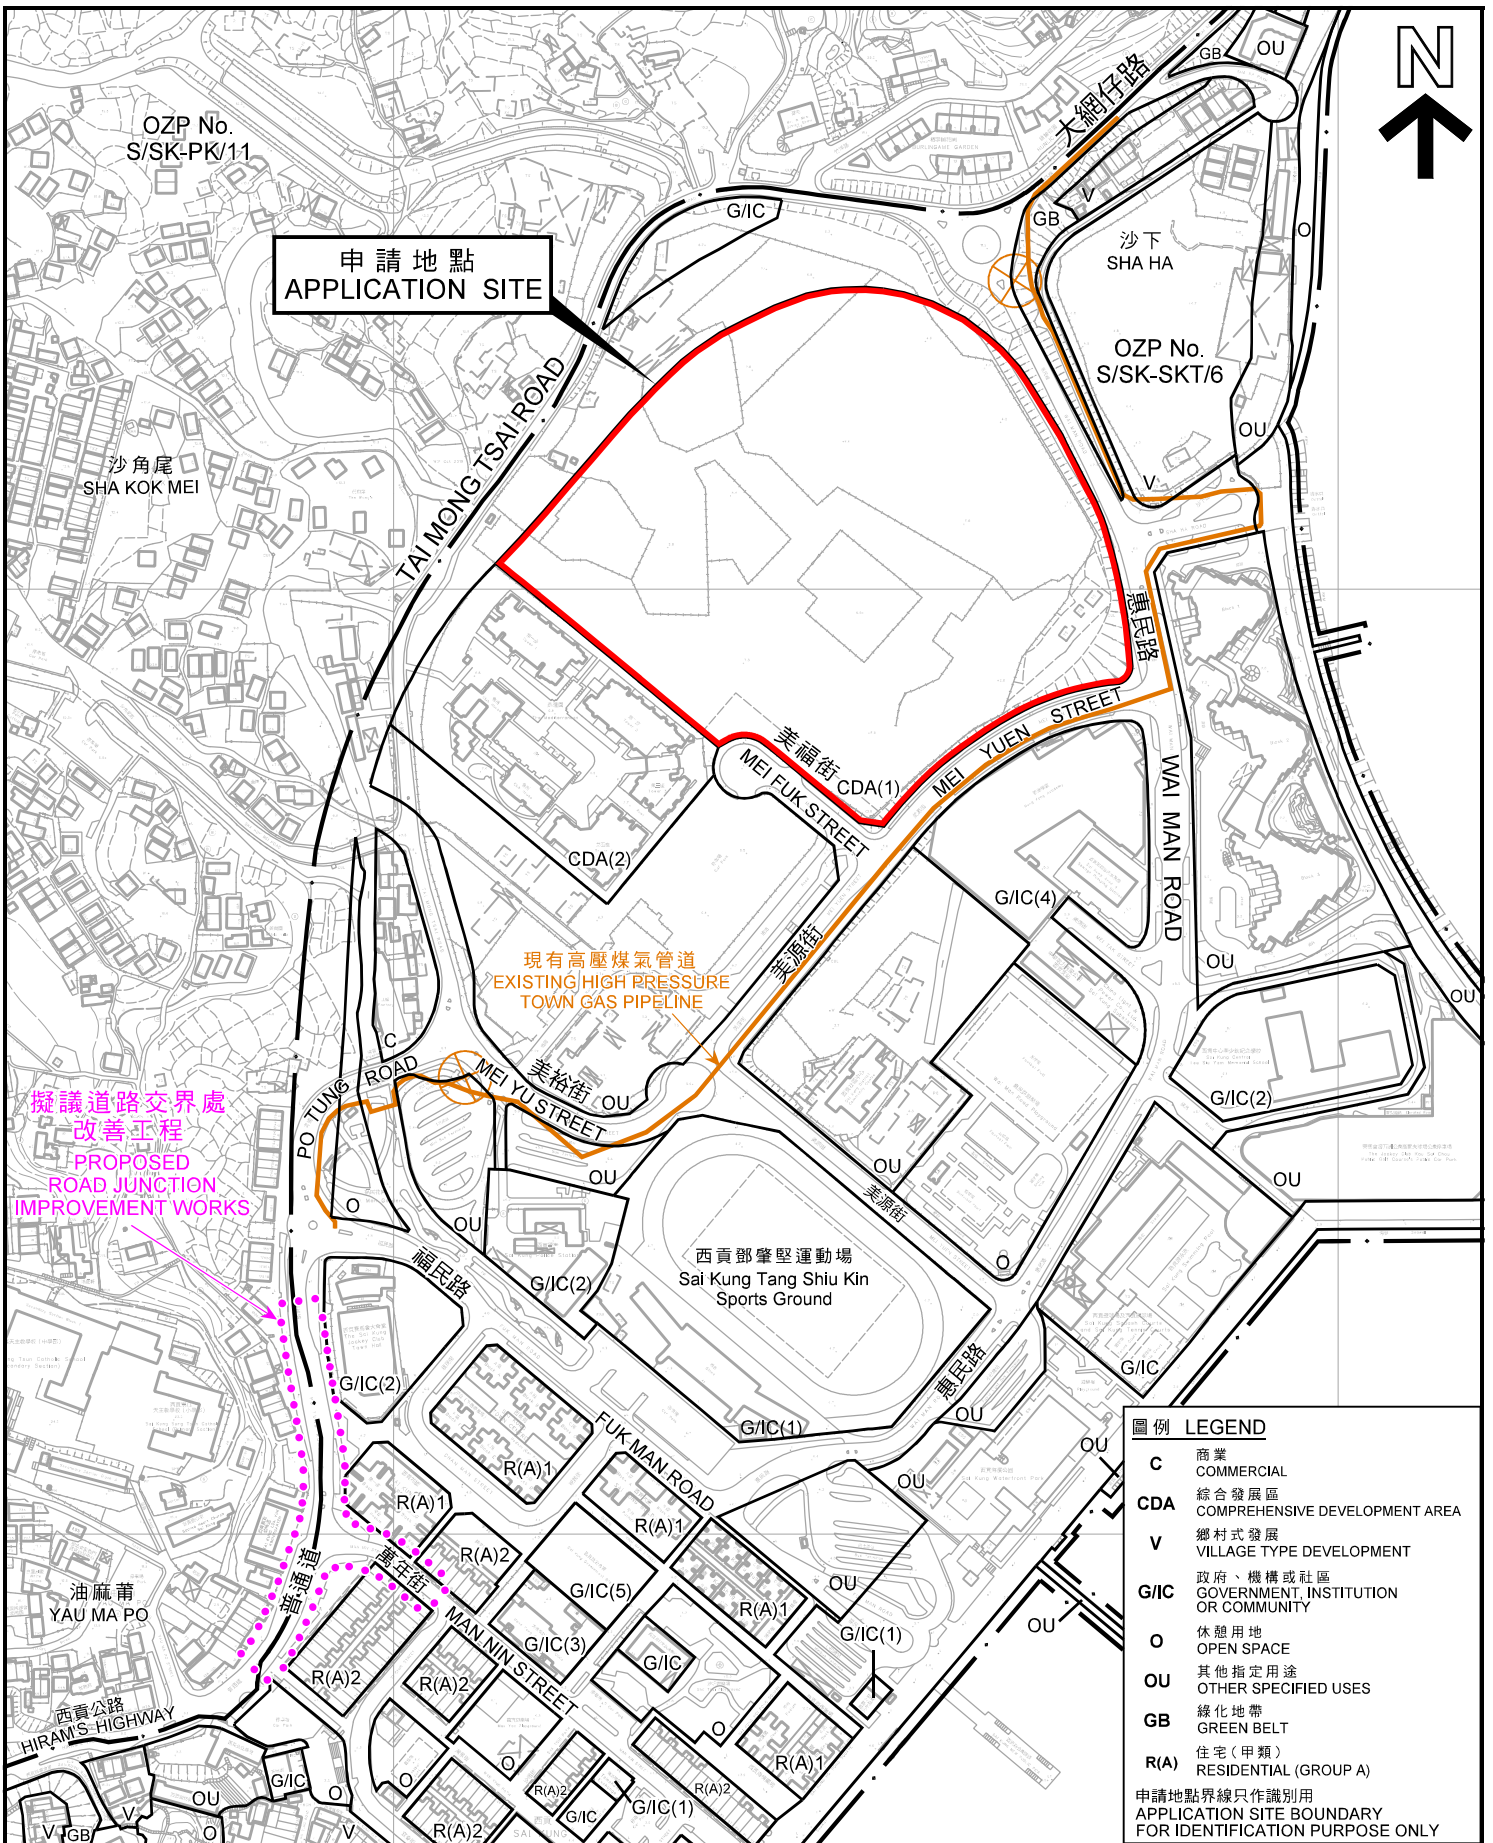 OZP No.
S/SK-PK/11
N
GB
OU
大網仔路
V
GB
G/IC
O
沙下
SHA HA
申請地點
APPLICATION SITE
OZP No.
S/SK-SKT/6
OU
TAI MONG TSAI ROAD
沙角尾
SHA KOK MEI
V
惠民路
美福街
MEI FUK STREET
CDA(1)
MEI YUEN STREET
WAI MAN ROAD
CDA(2)
G/IC(4)
美源街
現有高壓煤氣管道
EXISTING HIGH PRESSURE
TOWN GAS PIPELINE
OU
OU
C
PO TUNG ROAD
美裕街
MEI YU STREET
OU
G/IC(2)
擬議道路交界處
改善工程
PROPOSED
ROAD JUNCTION
IMPROVEMENT WORKS
OU
OU
OU
美源街
O
OU
O
福民路
G/IC(2)
西貢鄧肇堅運動場
Sai Kung Tang Shiu Kin
Sports Ground
G/IC
惠民路
G/IC(2)
G/IC(1)
OU
FUK MAN ROAD
R(A)1
OU
OU
R(A)1
R(A)1
R(A)2
萬年街
普通道
G/IC(5)
R(A)1
OU
OU
油麻莆
YAU MA PO
MAN NIN STREET
G/IC(3)
G/IC
G/IC(1)
R(A)2
R(A)2
西貢公路
HIRAM'S HIGHWAY
O
R(A)1
G/IC
O
OU
O
O
R(A)2
R(A)2
G/IC
G/IC(1)
V
V
GB
O
V
R(A)2
圖例 LEGEND
C 商業
COMMERCIAL
CDA 綜合發展區
COMPREHENSIVE DEVELOPMENT AREA
V 鄉村式發展
VILLAGE TYPE DEVELOPMENT
G/IC 政府、機構或社區
GOVERNMENT, INSTITUTION
OR COMMUNITY
O 休憩用地
OPEN SPACE
OU 其他指定用途
OTHER SPECIFIED USES
GB 綠化地帶
GREEN BELT
R(A) 住宅（甲類）
RESIDENTIAL (GROUP A)
申請地點界線只作識別用
APPLICATION SITE BOUNDARY
FOR IDENTIFICATION PURPOSE ONLY